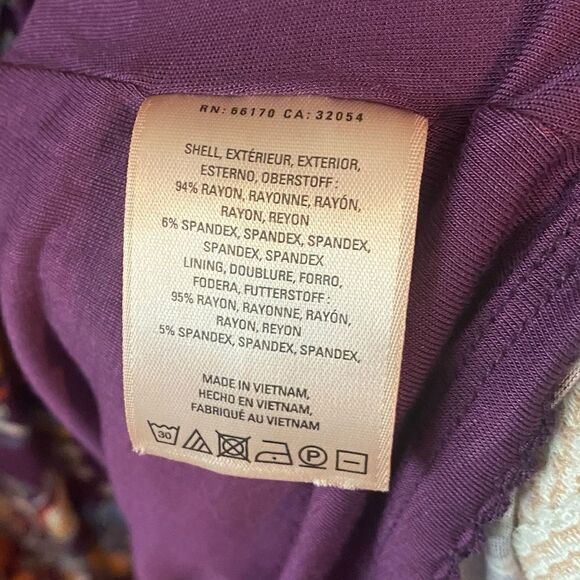 RN: 66170 CA: 32054
SHELL, EXTÉRIEUR, EXTERIOR,
ESTERNO, OBERSTOFF:
94% RAYON, RAYONNE, RAYÓN,
RAYON, REYON
6% SPANDEX, SPANDEX, SPANDEX,
SPANDEX, SPANDEX
LINING, DOUBLURE, FORRO,
FODERA, FUTTERSTOFF:
95% RAYON, RAYONNE, RAYÓN,
RAYON, REYON
5% SPANDEX, SPANDEX, SPANDEX,
MADE IN VIETNAM,
HECHO EN VIETNAM,
FABRIQUÉ AU VIETNAM
30 P